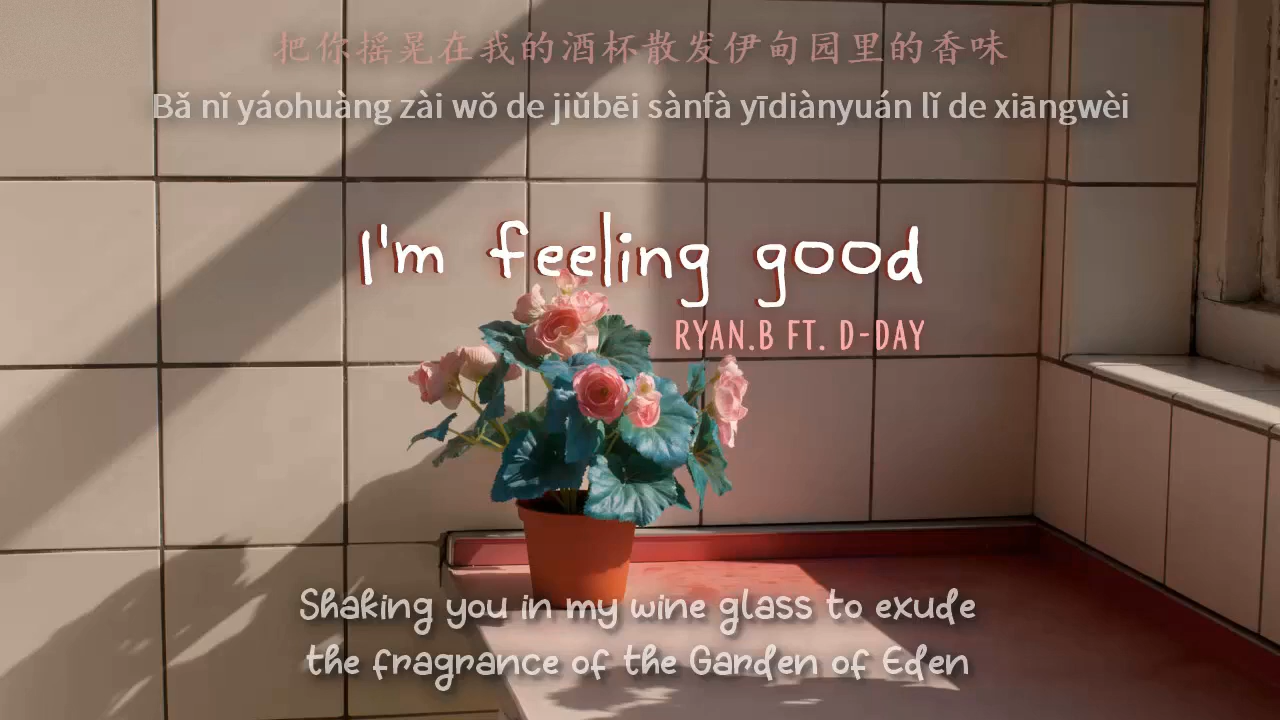 把你摇晃在我的酒杯散发伊甸园里的香味
Bǎ nǐ yáohuàng zài wǒ de jiǔbēi sànfà yīdiànyuán lǐ de xiāngwèi
I'm feeling good
RYAN.B FT. D-DAY
Shaking you in my wine glass to exude
the fragrance of the Garden of Eden